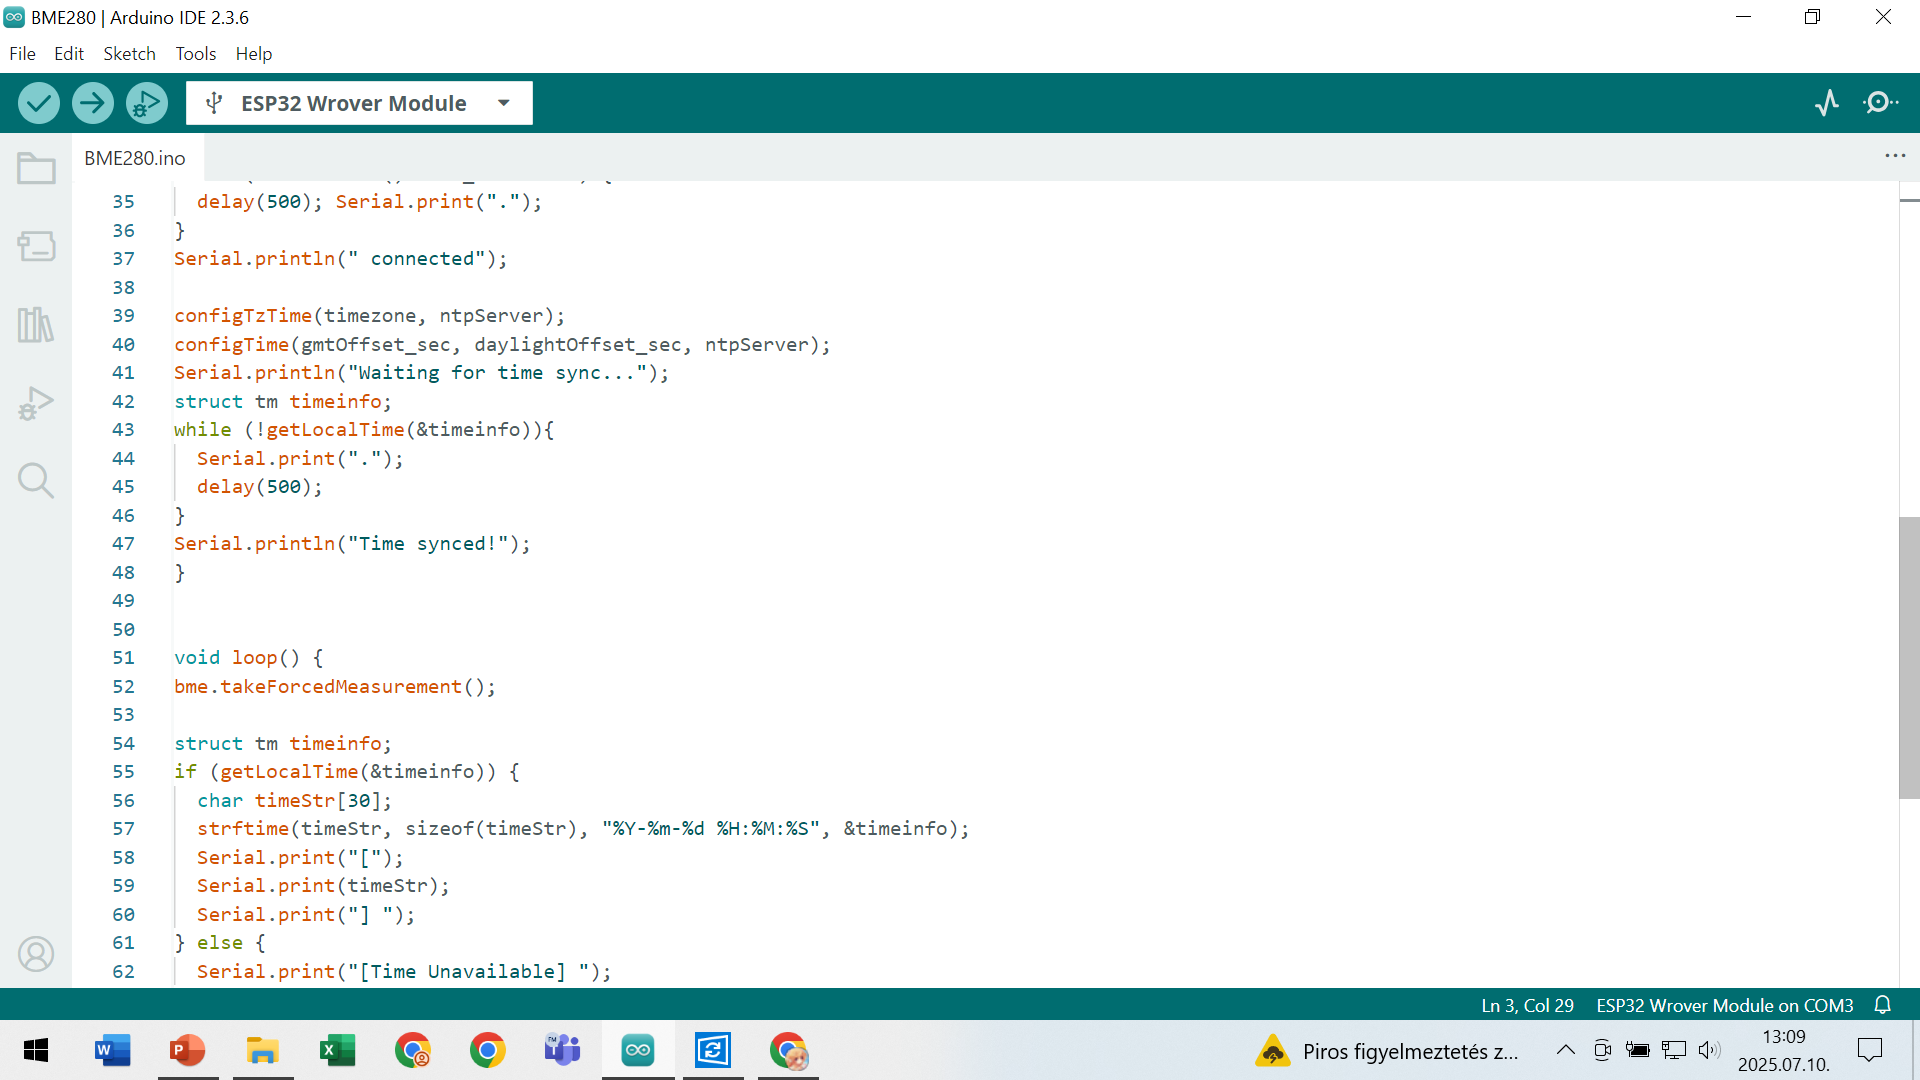 BME280 | Arduino IDE 2.3.6
File Edit Sketch Tools Help
ESP32 Wrover Module
BME280.ino
35 delay(500); Serial.print(".");
36 }
37 Serial.println(" connected");
38
39 configTzTime(timezone, ntpServer);
40 configTime(gmtOffset_sec, daylightOffset_sec, ntpServer);
41 Serial.println("Waiting for time sync...");
42 struct tm timeinfo;
43 while (!getLocalTime(&timeinfo)){
44 Serial.print(".");
45 delay(500);
46 }
47 Serial.println("Time synced!");
48 }
49
50
51 void loop() {
52 bme.takeForcedMeasurement();
53
54 struct tm timeinfo;
55 if (getLocalTime(&timeinfo)) {
56 char timeStr[30];
57 strftime(timeStr, sizeof(timeStr), "%Y-%m-%d %H:%M:%S", &timeinfo);
58 Serial.print("[");
59 Serial.print(timeStr);
60 Serial.print("] ");
61 } else {
62 Serial.print("[Time Unavailable] ");
Ln 3, Col 29 ESP32 Wrover Module on COM3
Piros figyelmeztetés z...
13:09
2025.07.10.